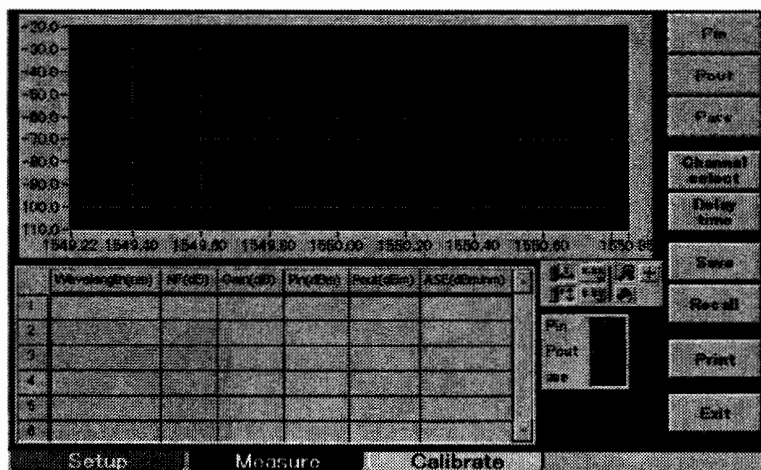 -20.0
-30.0
-40.0
-50.0
-60.0
-70.0
-80.0
-90.0
100.0
110.0
1549.22 1549.40 1549.60 1549.80 1550.00 1550.20 1550.40 1550.60
Wavelength(nm) NF(dB) Gain(dB) Pin(dBm) Pout(dBm)
1
2
3
4
5
6
Pin
Pout
ase
Pin
Pout
Channel
select
Delay
time
Save
Recall
Print
Exit
Setup Measure Calibrate